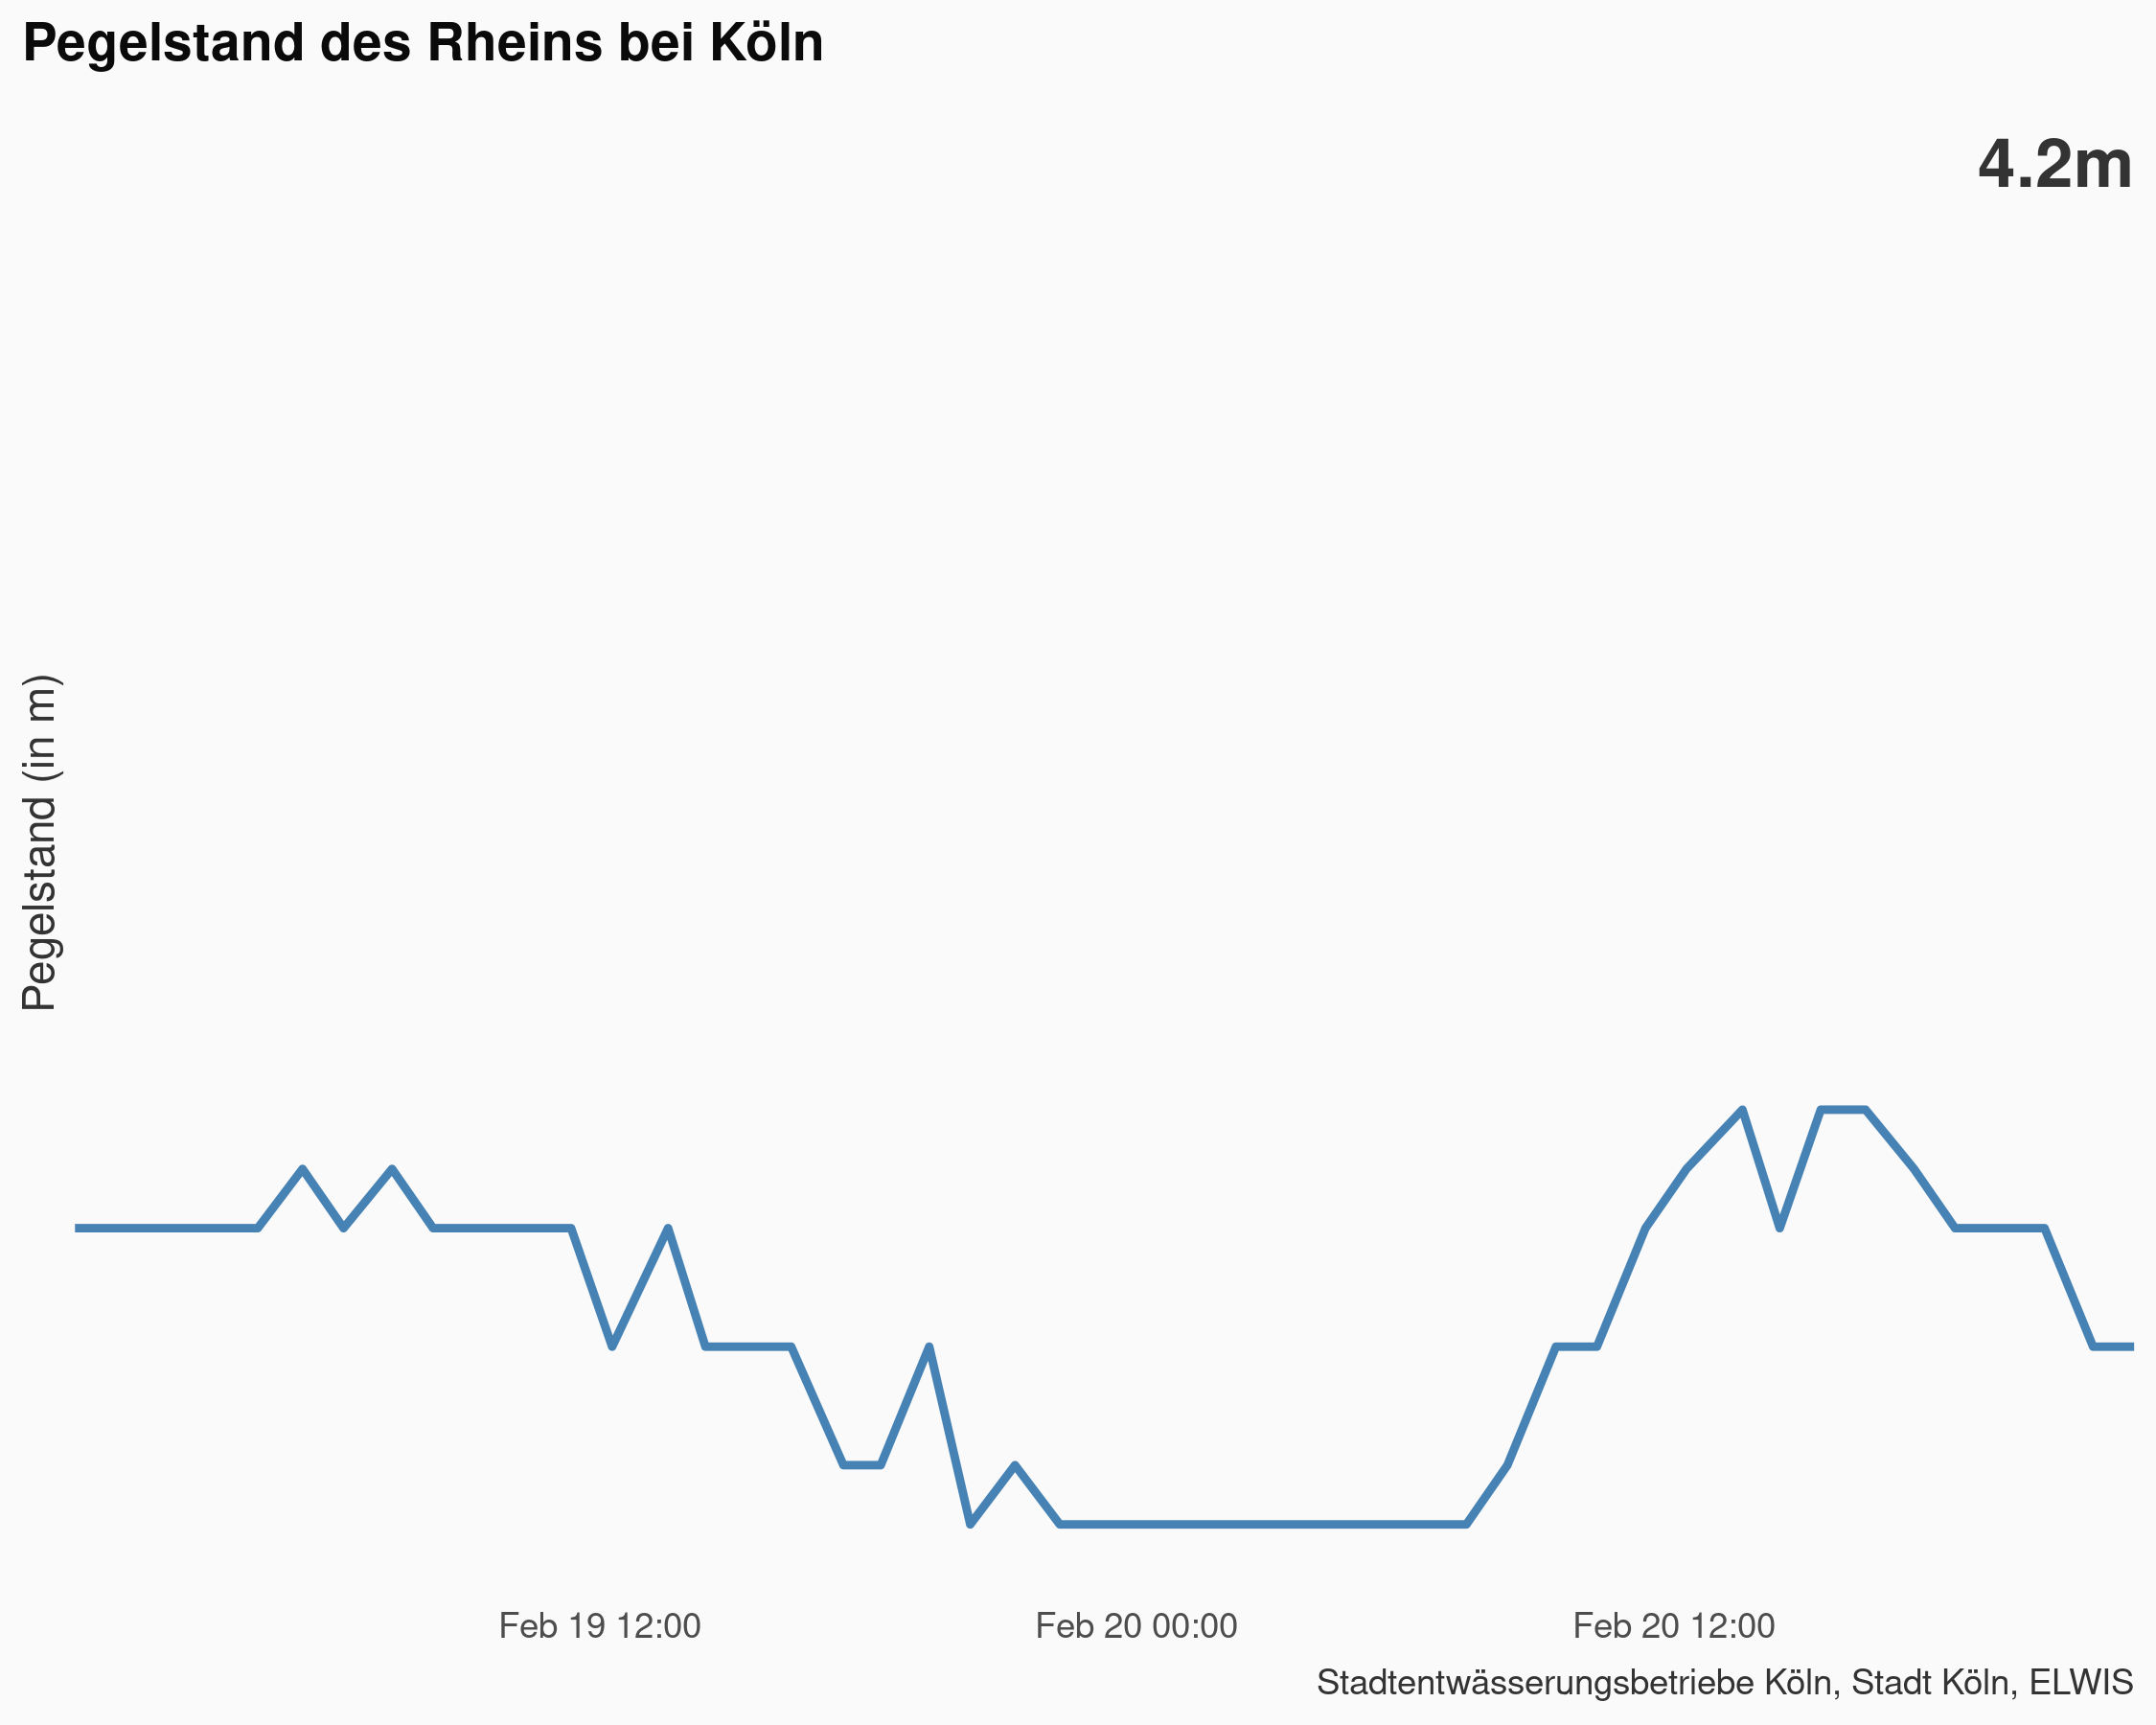 Pegelstand des Rheins bei Köln
4.2m
Pegelstand (in m)
Feb 19 12:00
Feb 20 00:00
Feb 20 12:00
Stadtentwässerungsbetriebe Köln, Stadt Köln, ELWIS